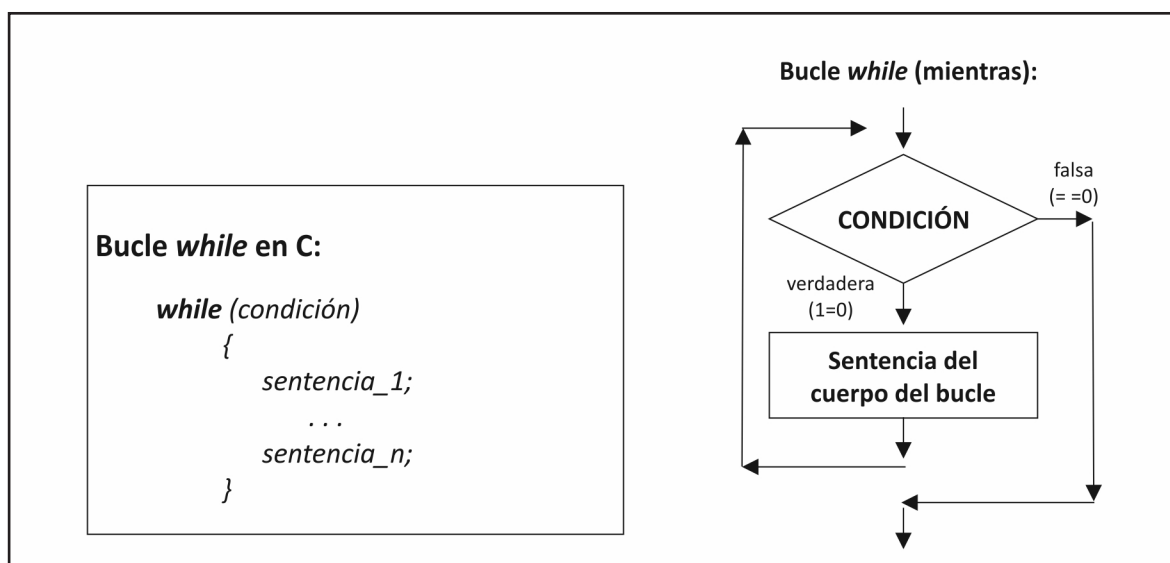 Bucle while en C:
while (condición)
{
sentencia_1;
. . .
sentencia_n;
}
Bucle while (mientras):
CONDICIÓN
falsa
(= =0)
verdadera
(1=0)
Sentencia del
cuerpo del bucle